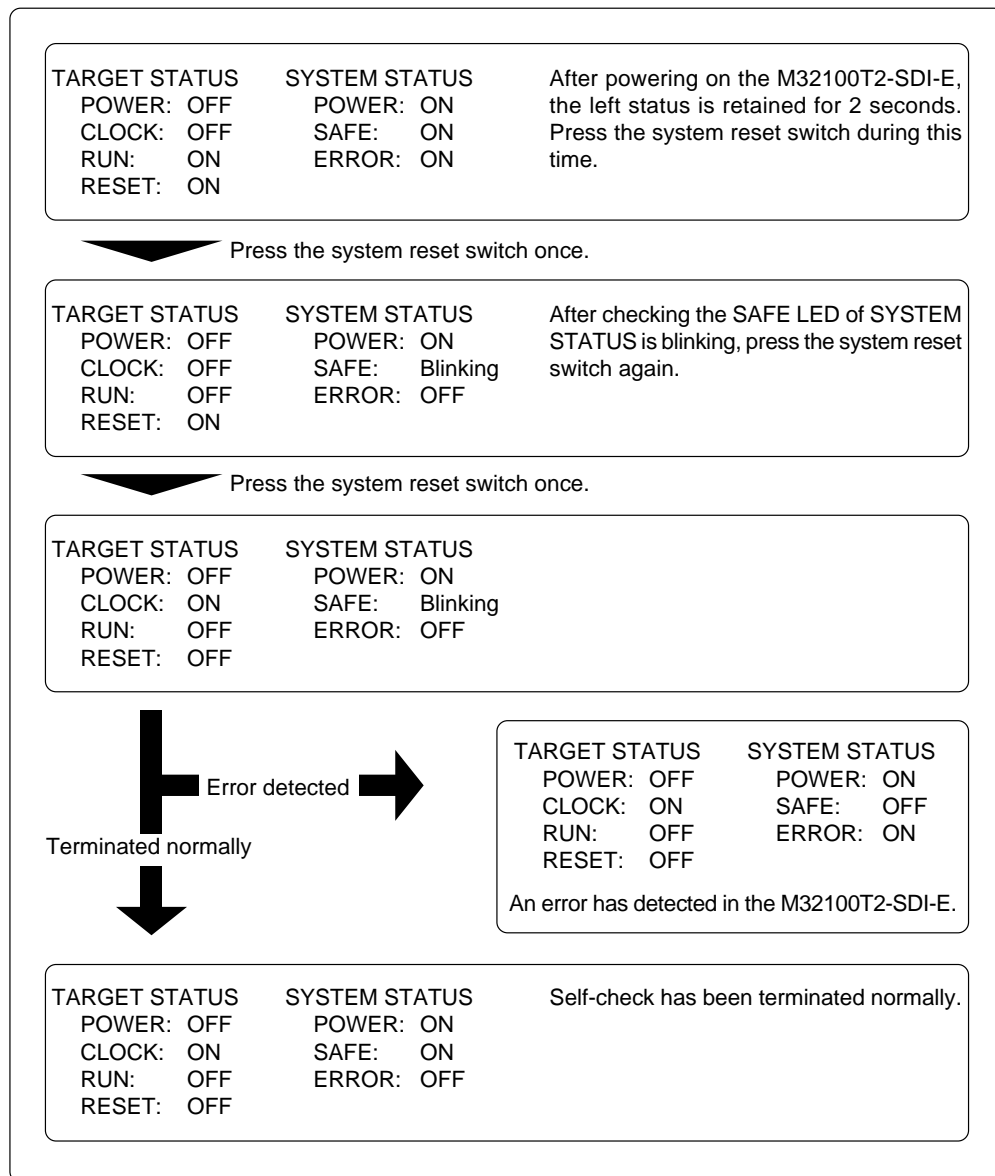 TARGET STATUS SYSTEM STATUS After powering on the M32100T2-SDI-E,
POWER: OFF POWER: ON the left status is retained for 2 seconds.
CLOCK: OFF SAFE: ON Press the system reset switch during this
RUN: ON ERROR: ON time.
RESET: ON
Press the system reset switch once.
TARGET STATUS SYSTEM STATUS After checking the SAFE LED of SYSTEM
POWER: OFF POWER: ON STATUS is blinking, press the system reset
CLOCK: OFF SAFE: Blinking switch again.
RUN: OFF ERROR: OFF
RESET: ON
Press the system reset switch once.
TARGET STATUS SYSTEM STATUS
POWER: OFF POWER: ON
CLOCK: ON SAFE: Blinking
RUN: OFF ERROR: OFF
RESET: OFF
Error detected
Terminated normally
TARGET STATUS SYSTEM STATUS
POWER: OFF POWER: ON
CLOCK: ON SAFE: OFF
RUN: OFF ERROR: ON
RESET: OFF
An error has detected in the M32100T2-SDI-E.
TARGET STATUS SYSTEM STATUS Self-check has been terminated normally.
POWER: OFF POWER: ON
CLOCK: ON SAFE: ON
RUN: OFF ERROR: OFF
RESET: OFF